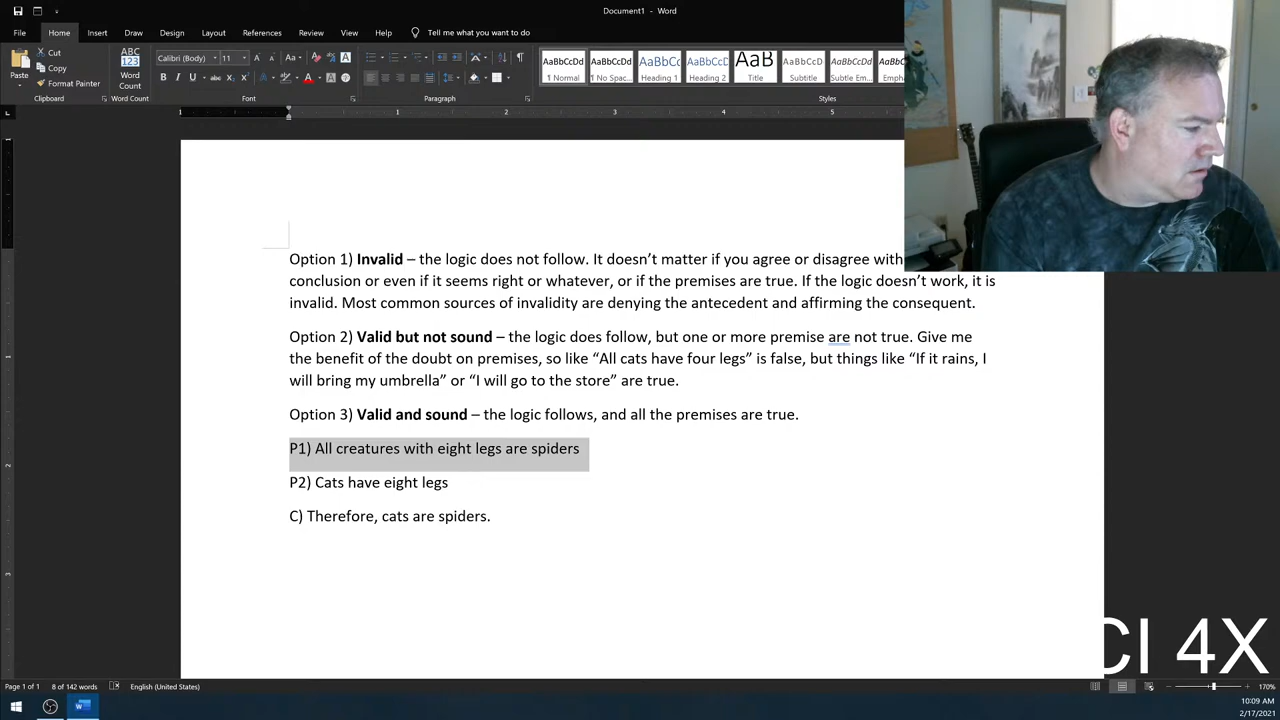 Document1 - Word
File Home Insert Draw Design Layout References Review View Help Tell me what you want to do
Cut
Copy
Format Painter
Paste
ABC
123
Word
Count
Calibri (Body) 11
AaBbCcDd AaBbCcDd AaBbCc AaBbCcD AaB AaBbCcD AaBbCcDd AaBbCcD
¶ Normal ¶ No Spac... Heading 1 Heading 2 Title Subtitle Subtle Em... Emph
Clipboard Word Count Font Paragraph Styles
1 1 2 3 4 5
Option 1) Invalid – the logic does not follow. It doesn’t matter if you agree or disagree with
conclusion or even if it seems right or whatever, or if the premises are true. If the logic doesn’t work, it is
invalid. Most common sources of invalidity are denying the antecedent and affirming the consequent.
Option 2) Valid but not sound – the logic does follow, but one or more premise are not true. Give me
the benefit of the doubt on premises, so like “All cats have four legs” is false, but things like “If it rains, I
will bring my umbrella” or “I will go to the store” are true.
Option 3) Valid and sound – the logic follows, and all the premises are true.
P1) All creatures with eight legs are spiders
P2) Cats have eight legs
C) Therefore, cats are spiders.
CI 4X
Page 1 of 1 8 of 142 words English (United States) 170%
10:09 AM
2/17/2021